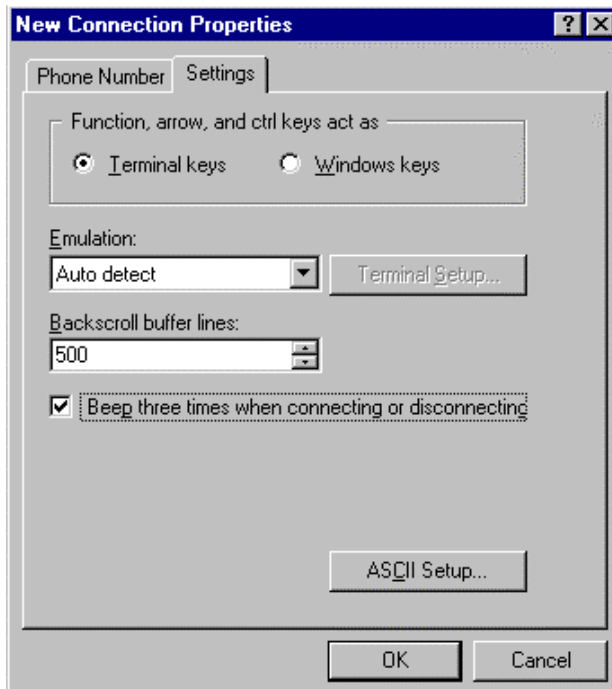 New Connection Properties ? ×
Phone Number Settings
Function, arrow, and ctrl keys act as
Terminal keys Windows keys
Emulation:
Auto detect Terminal Setup...
Backscroll buffer lines:
500
Beep three times when connecting or disconnecting
ASCII Setup...
OK Cancel